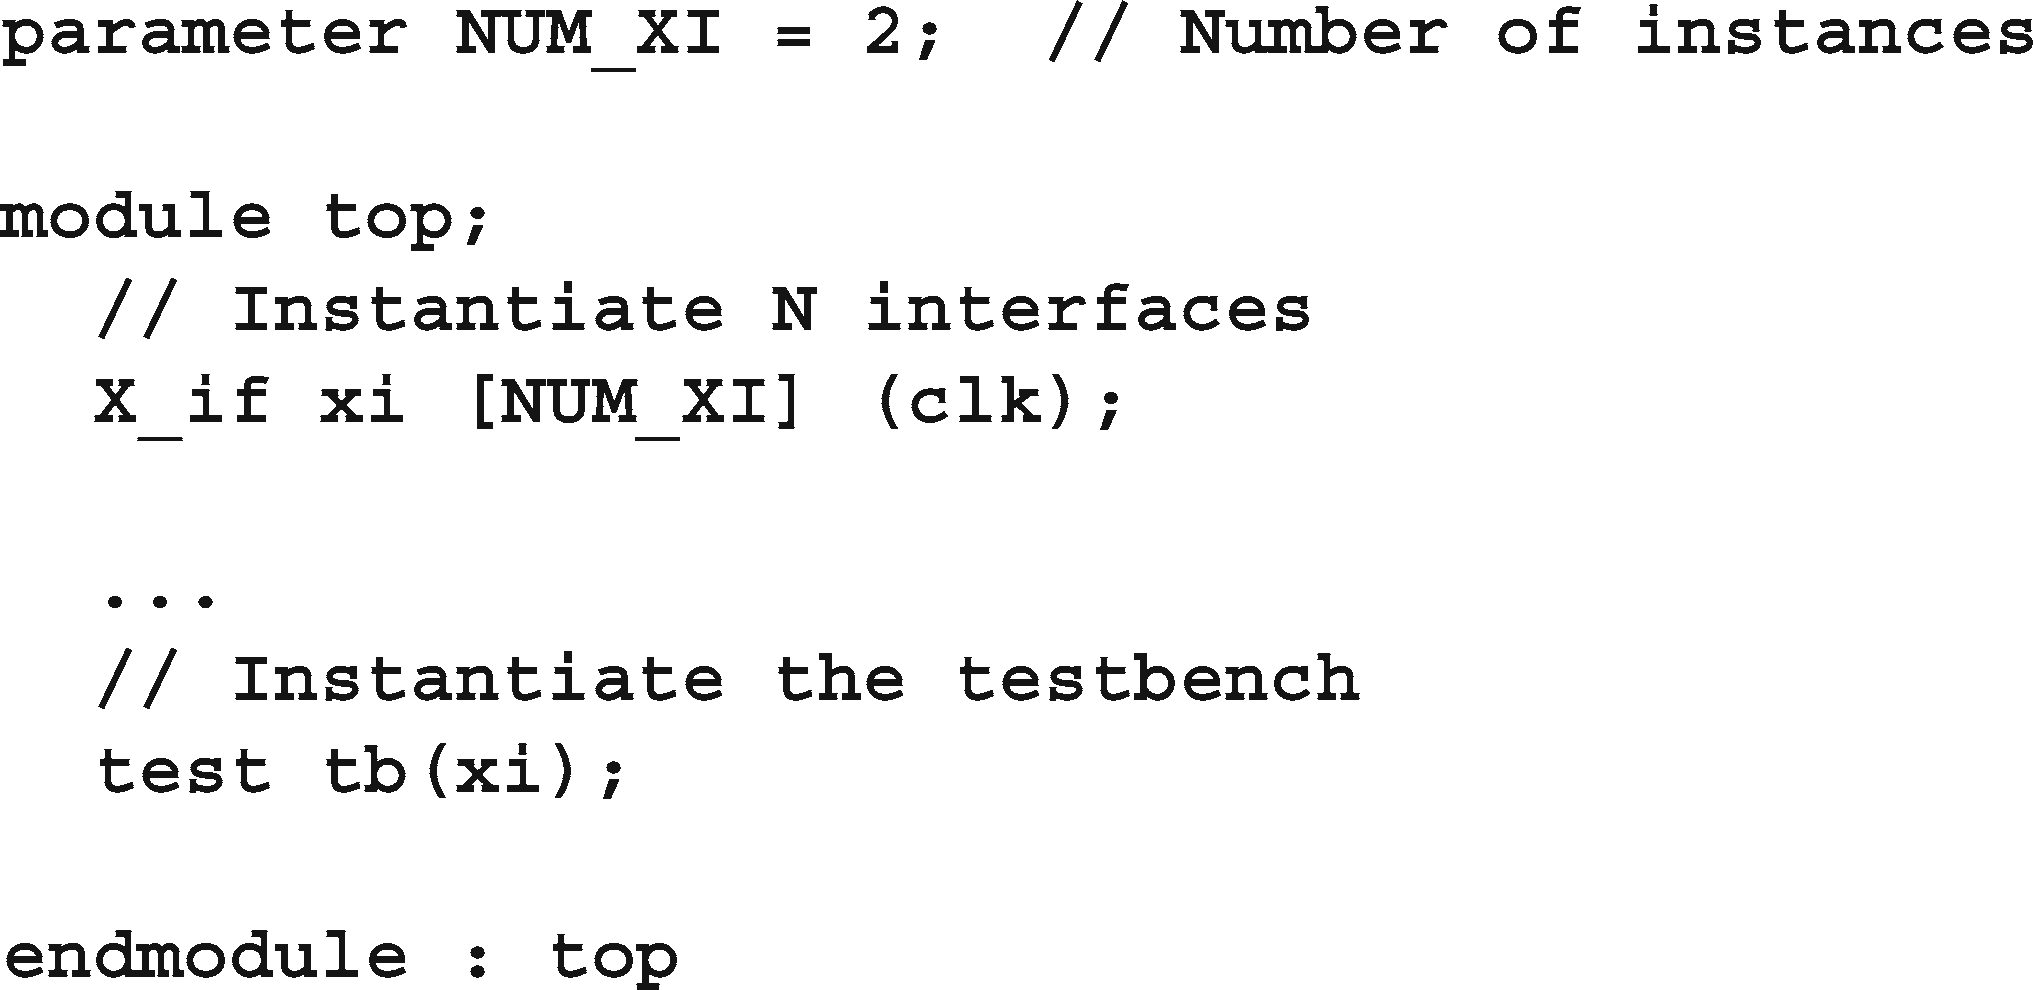 parameter NUM_XI = 2;  // Number of instances
module top;
  // Instantiate N interfaces
  X_if xi [NUM_XI] (clk);
  ...
  // Instantiate the testbench
  test tb(xi);
endmodule : top